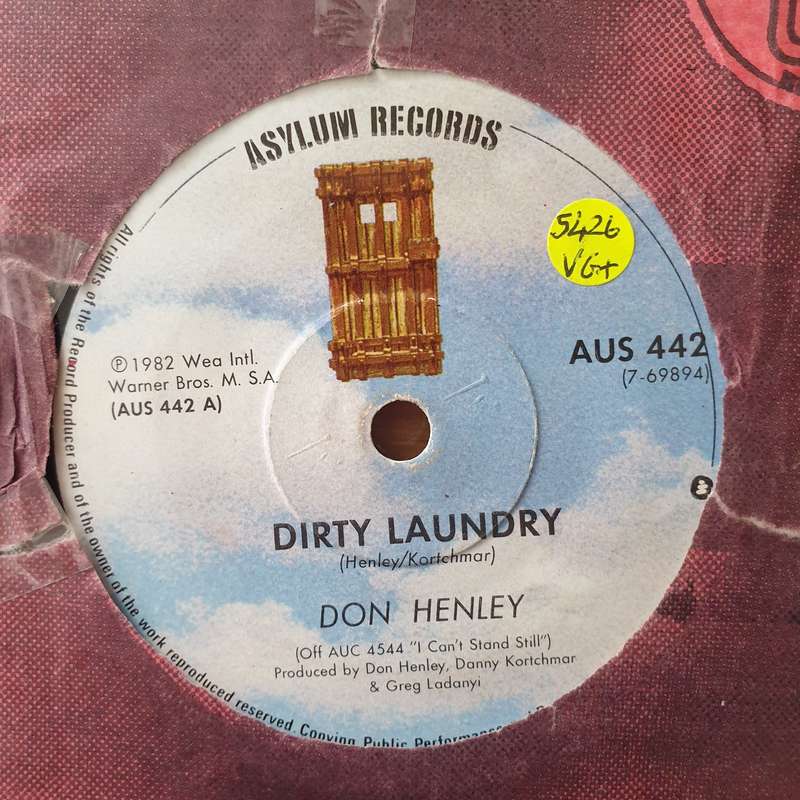 ASYLUM RECORDS
5426
VG+
AUS 442
(7-69894)
℗ 1982 Wea Intl.
Warner Bros. M. S.A.
(AUS 442 A)
DIRTY LAUNDRY
(Henley/Kortchmar)
DON HENLEY
(Off AUC 4544 "I Can't Stand Still")
Produced by Don Henley, Danny Kortchmar
& Greg Ladanyi
All rights of the Record Producer and of the owner of the work reproduced reserved. Copying Public